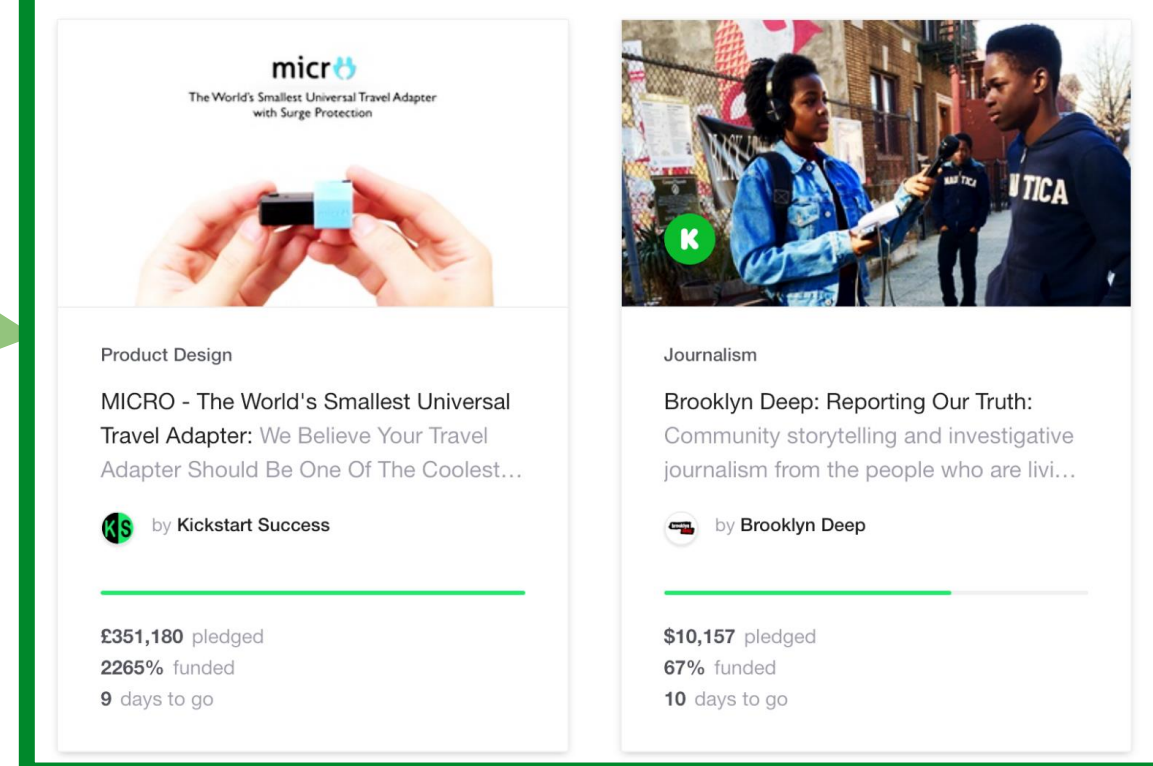 micro
The World's Smallest Universal Travel Adapter
with Surge Protection
Product Design
MICRO - The World's Smallest Universal
Travel Adapter: We Believe Your Travel
Adapter Should Be One Of The Coolest...
KS
by Kickstart Success
£351,180 pledged
2265% funded
9 days to go
NAUTICA
NAUTICA
K
Journalism
Brooklyn Deep: Reporting Our Truth:
Community storytelling and investigative
journalism from the people who are livi...
by Brooklyn Deep
$10,157 pledged
67% funded
10 days to go